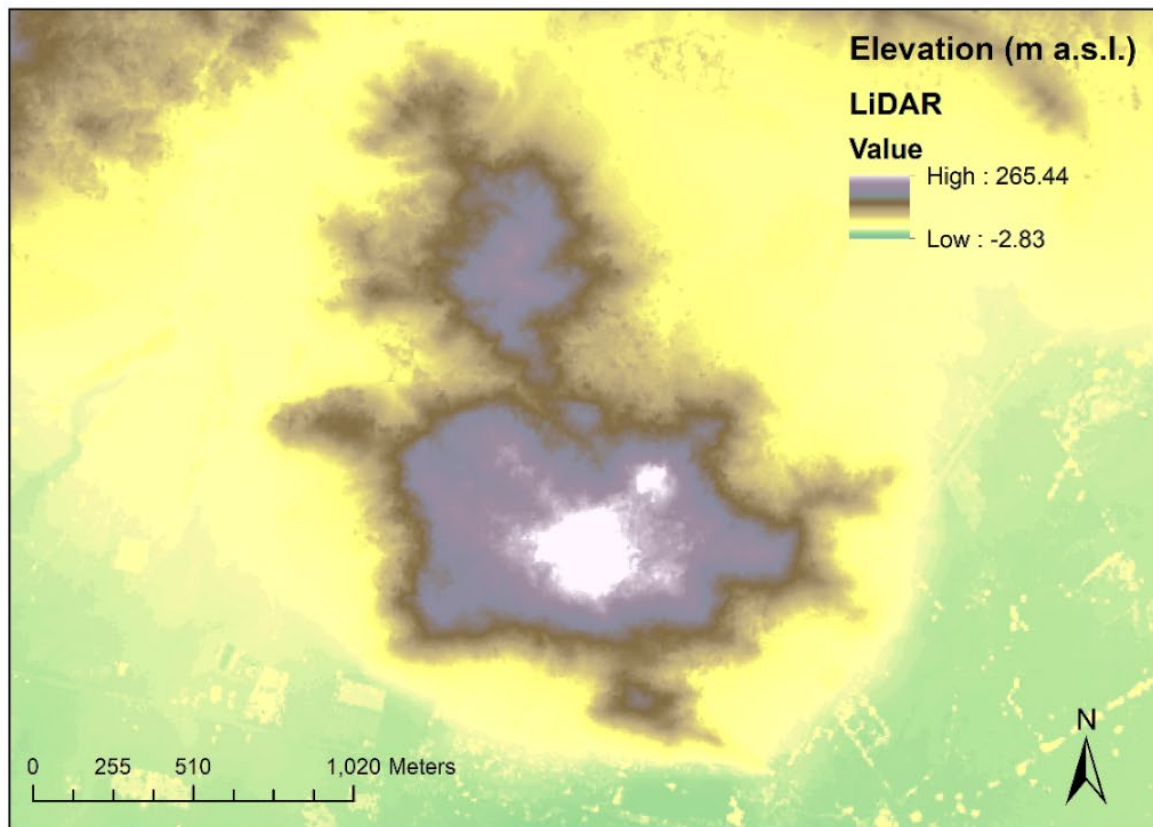 Elevation (m a.s.l.)
LiDAR
Value
High : 265.44
Low : -2.83
N
0 255 510 1,020 Meters